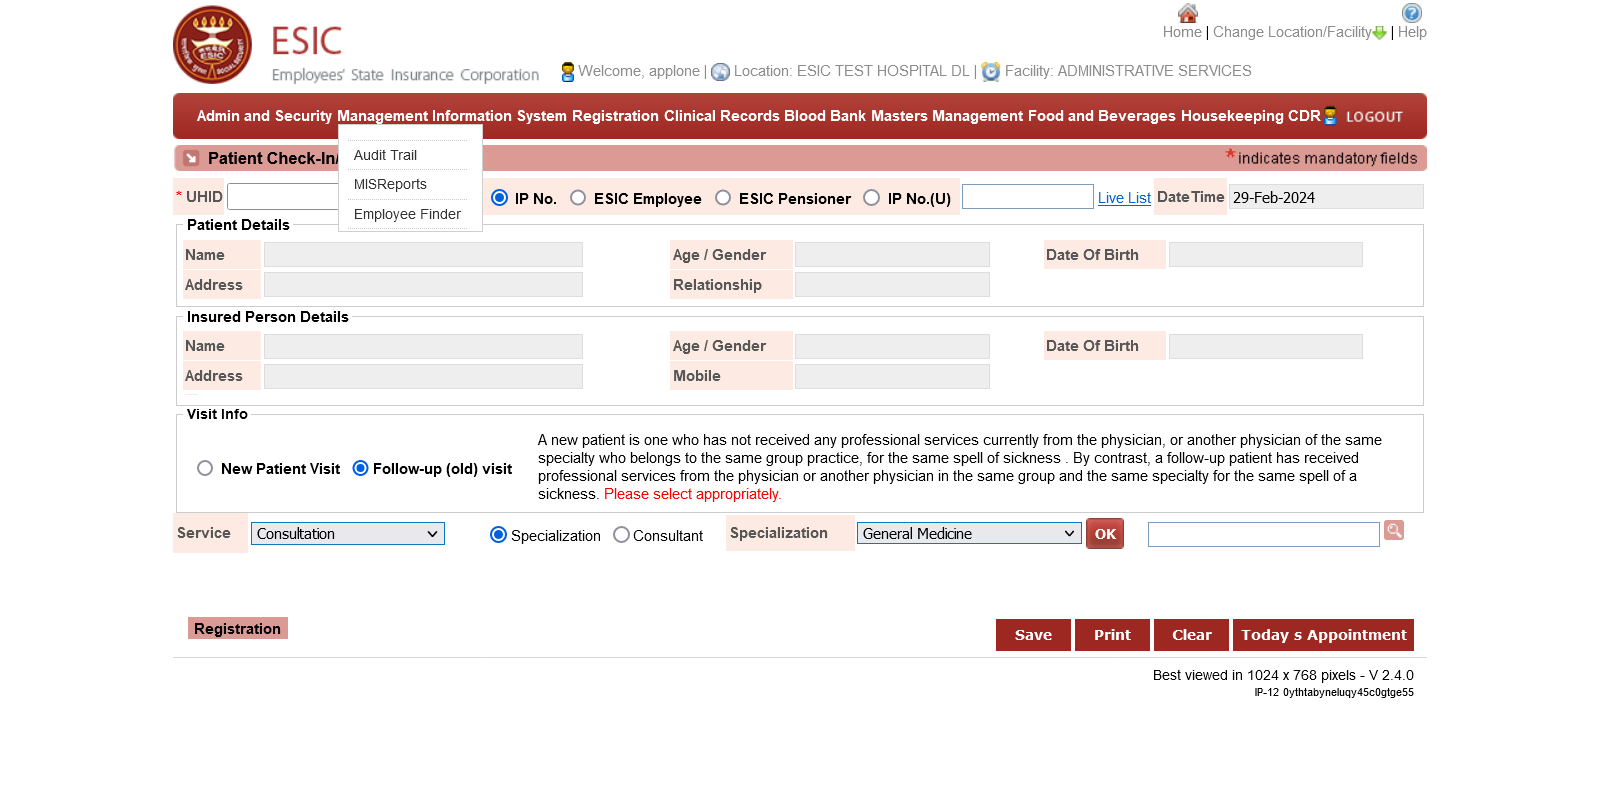 ESIC
Employees' State Insurance Corporation
Home | Change Location/Facility | Help
Welcome, applone | Location: ESIC TEST HOSPITAL DL | Facility: ADMINISTRATIVE SERVICES
Admin and Security Management Information System Registration Clinical Records Blood Bank Masters Management Food and Beverages Housekeeping CDR LOGOUT
Patient Check-In/
* indicates mandatory fields
Audit Trail
MISReports
Employee Finder
* UHID
IP No. ESIC Employee ESIC Pensioner IP No.(U) Live List DateTime 29-Feb-2024
Patient Details
Name Age / Gender Date Of Birth
Address Relationship
Insured Person Details
Name Age / Gender Date Of Birth
Address Mobile
Visit Info
New Patient Visit Follow-up (old) visit
A new patient is one who has not received any professional services currently from the physician, or another physician of the same
specialty who belongs to the same group practice, for the same spell of sickness . By contrast, a follow-up patient has received
professional services from the physician or another physician in the same group and the same specialty for the same spell of a
sickness. Please select appropriately.
Service Consultation Specialization Consultant Specialization General Medicine OK
Registration
Save Print Clear Today s Appointment
Best viewed in 1024 x 768 pixels - V 2.4.0
IP-12 0ythtabyneluqy45c0gtge55